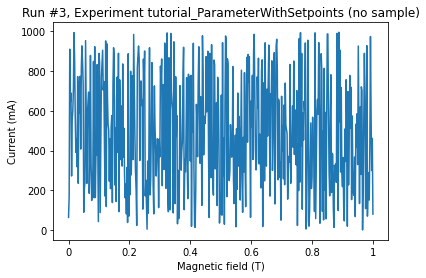 Run #3, Experiment tutorial_ParameterWithSetpoints (no sample)
1000
800
600
400
200
0
Current (mA)
0 0.2 0.4 0.6 0.8 1
Magnetic field (T)